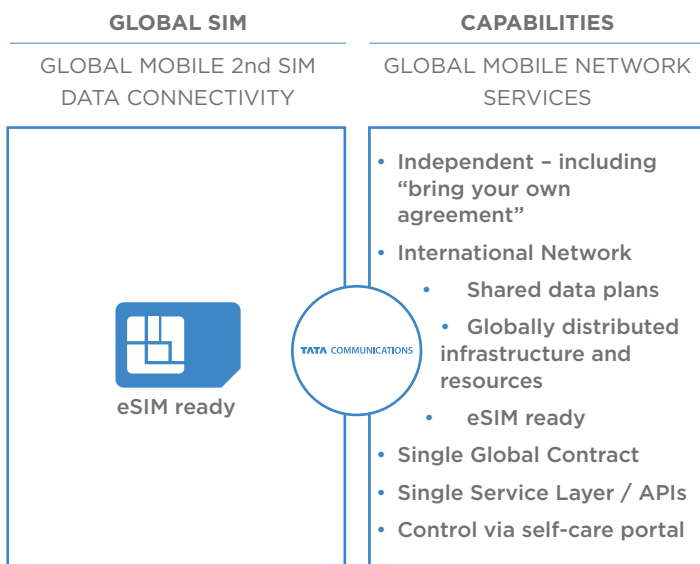 GLOBAL SIM
GLOBAL MOBILE 2nd SIM
DATA CONNECTIVITY
eSIM ready
TATA COMMUNICATIONS
CAPABILITIES
GLOBAL MOBILE NETWORK
SERVICES
• Independent – including
“bring your own
agreement”
• International Network
• Shared data plans
• Globally distributed
infrastructure and
resources
• eSIM ready
• Single Global Contract
• Single Service Layer / APIs
• Control via self-care portal